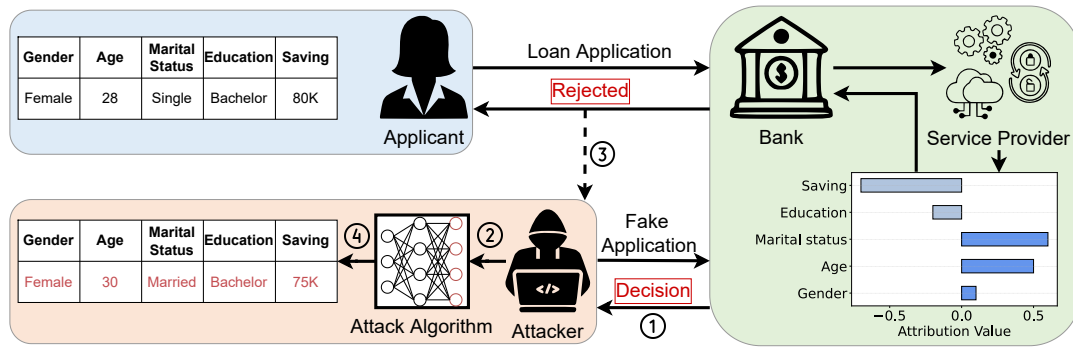 Gender Age Marital Status Education Saving
Female 28 Single Bachelor 80K
Applicant
Loan Application
Rejected
③
Bank
Service Provider
Saving
Education
Marital status
Age
Gender
−0.5 0.0 0.5
Attribution Value
Gender Age Marital Status Education Saving
Female 30 Married Bachelor 75K
④
Attack Algorithm
②
</>
Attacker
Fake
Application
Decision
①
$